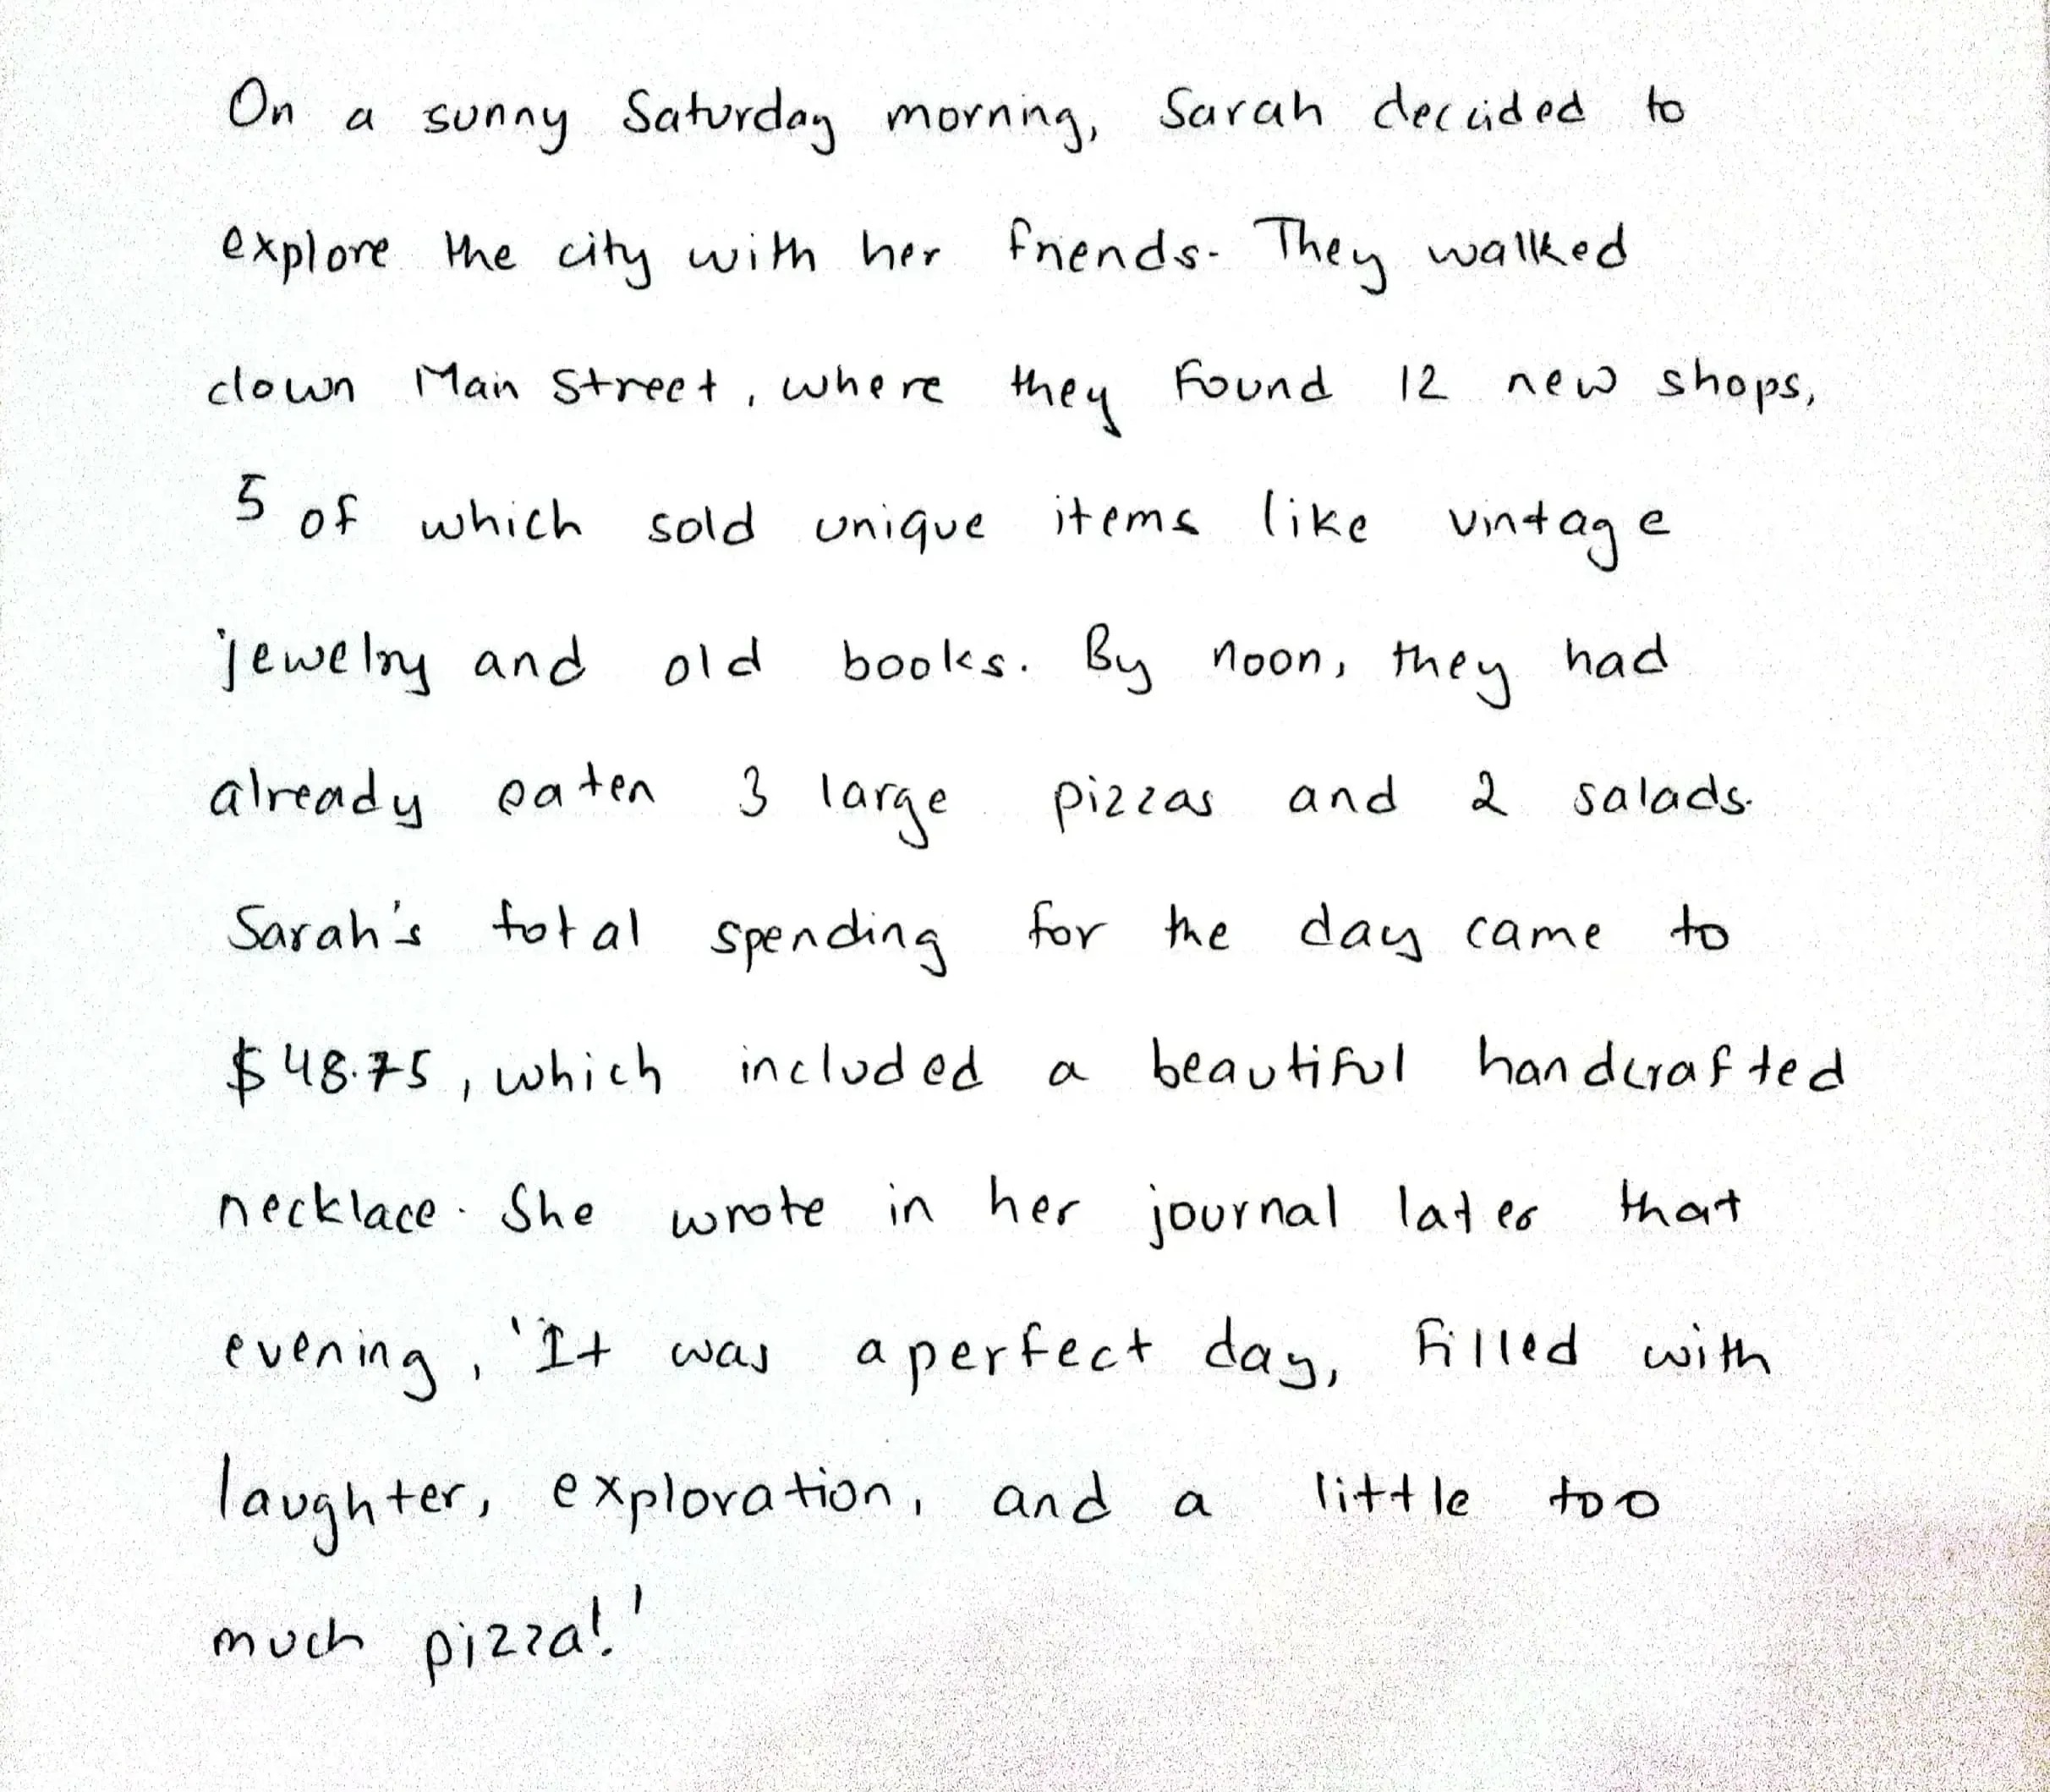 On a sunny Saturday morning, Sarah decided to
explore the city with her friends. They walked
down Main Street, where they found 12 new shops,
5 of which sold unique items like vintage
jewelry and old books. By noon, they had
already eaten 3 large pizzas and 2 salads.
Sarah's total spending for the day came to
$48.75, which included a beautiful handcrafted
necklace. She wrote in her journal later that
evening, 'It was a perfect day, filled with
laughter, exploration, and a little too
much pizza!'